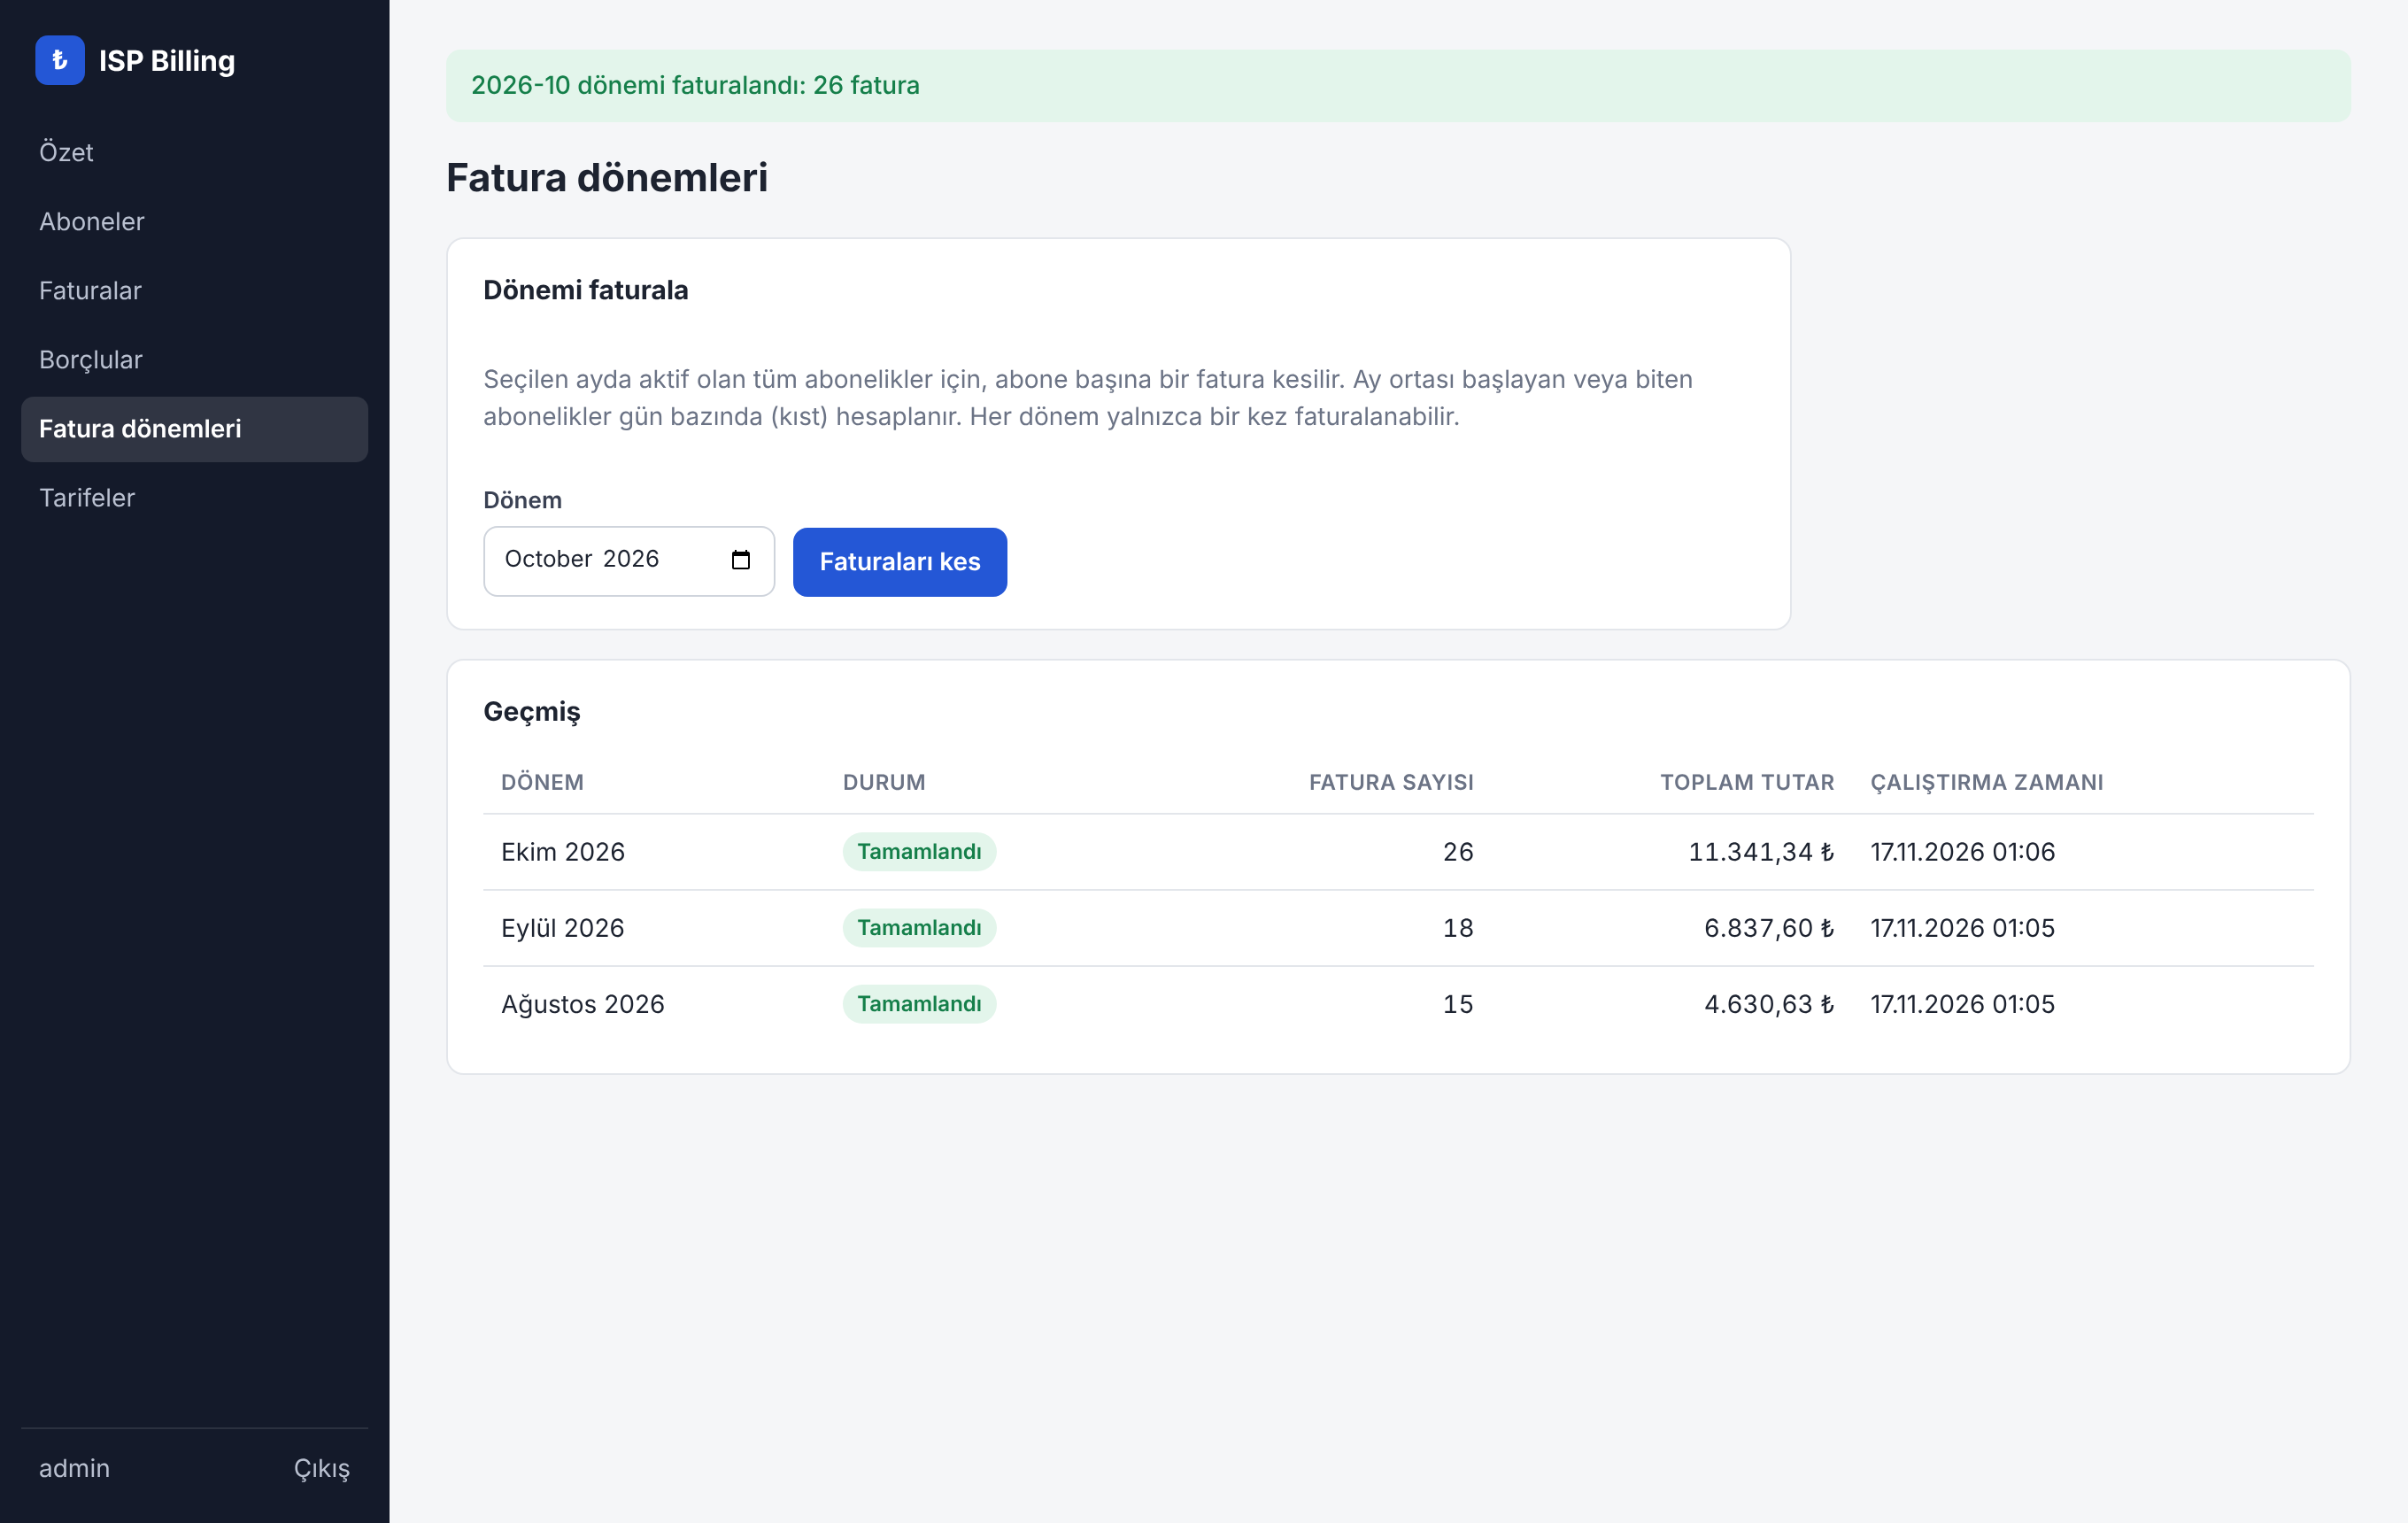 ₺ ISP Billing
Özet
Aboneler
Faturalar
Borçlular
Fatura dönemleri
Tarifeler
admin Çıkış
2026-10 dönemi faturalandı: 26 fatura
Fatura dönemleri
Dönemi faturala
Seçilen ayda aktif olan tüm abonelikler için, abone başına bir fatura kesilir. Ay ortası başlayan veya biten
abonelikler gün bazında (kıst) hesaplanır. Her dönem yalnızca bir kez faturalanabilir.
Dönem
October 2026 Faturaları kes
Geçmiş
DÖNEM DURUM FATURA SAYISI TOPLAM TUTAR ÇALIŞTIRMA ZAMANI
Ekim 2026 Tamamlandı 26 11.341,34 ₺ 17.11.2026 01:06
Eylül 2026 Tamamlandı 18 6.837,60 ₺ 17.11.2026 01:05
Ağustos 2026 Tamamlandı 15 4.630,63 ₺ 17.11.2026 01:05